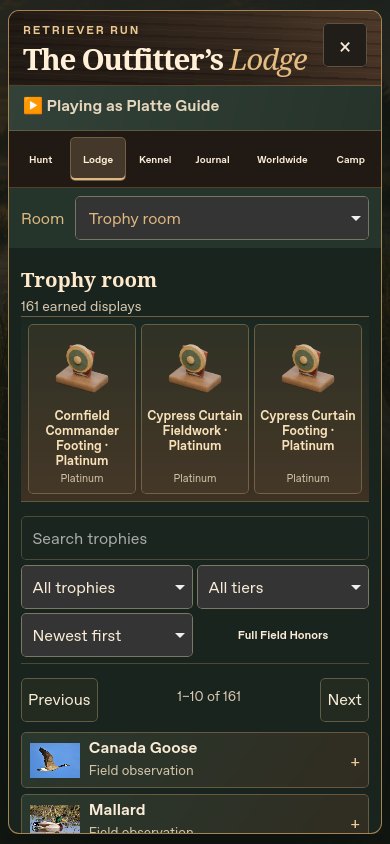 RETRIEVER RUN
The Outfitter's Lodge
×
▶ Playing as Platte Guide
Hunt
Lodge
Kennel
Journal
Worldwide
Camp
Room
Trophy room
Trophy room
161 earned displays
Cornfield
Commander
Footing ·
Platinum
Platinum
Cypress Curtain
Fieldwork ·
Platinum
Platinum
Cypress Curtain
Footing ·
Platinum
Platinum
Search trophies
All trophies
All tiers
Newest first
Full Field Honors
Previous
1–10 of 161
Next
Canada Goose
Field observation
+
Mallard
Field observation
+